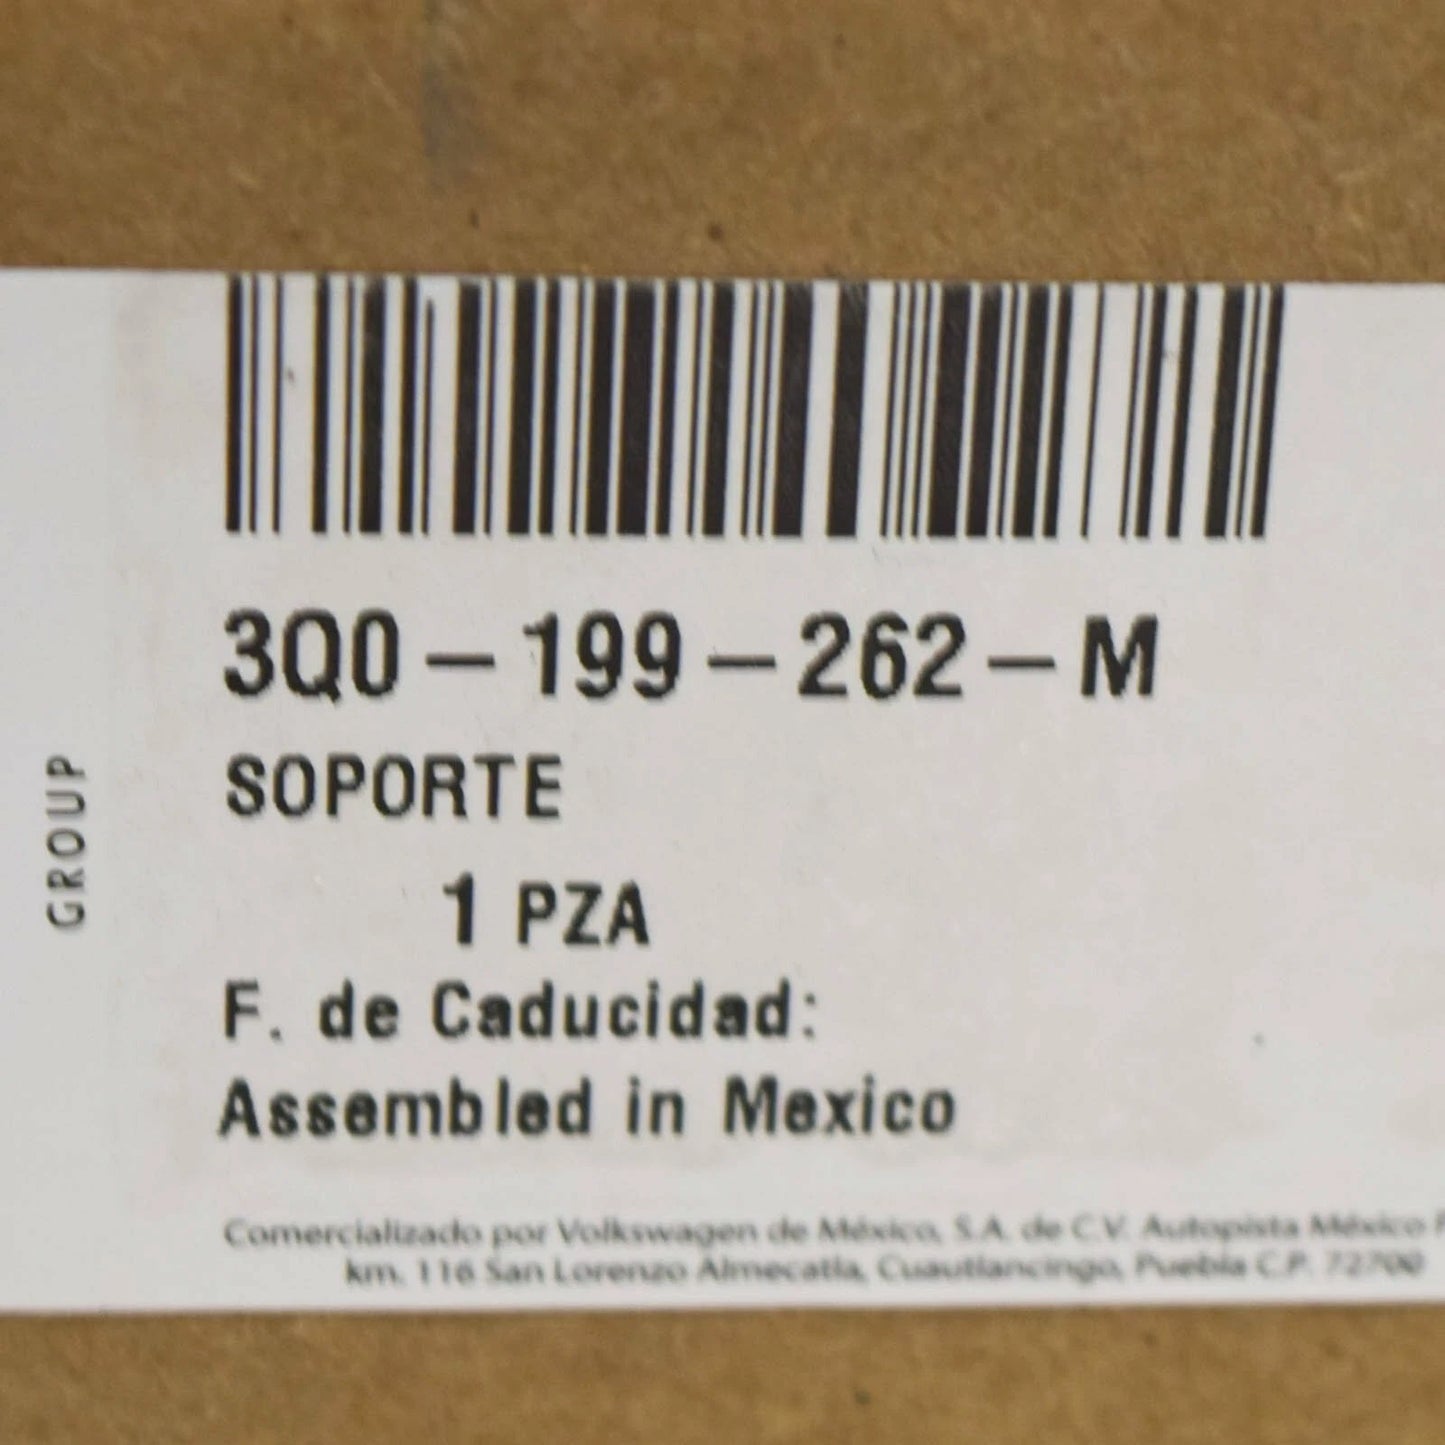 3Q0-199-262-M
SOPORTE
1 PZA
F. de Caducidad:
Assembled in Mexico
Comercializado por Volkswagen de México, S.A. de C.V. Autopista México
km. 116 San Lorenzo Almecatla, Cuautlancingo, Puebla C.P. 72700
GROUP